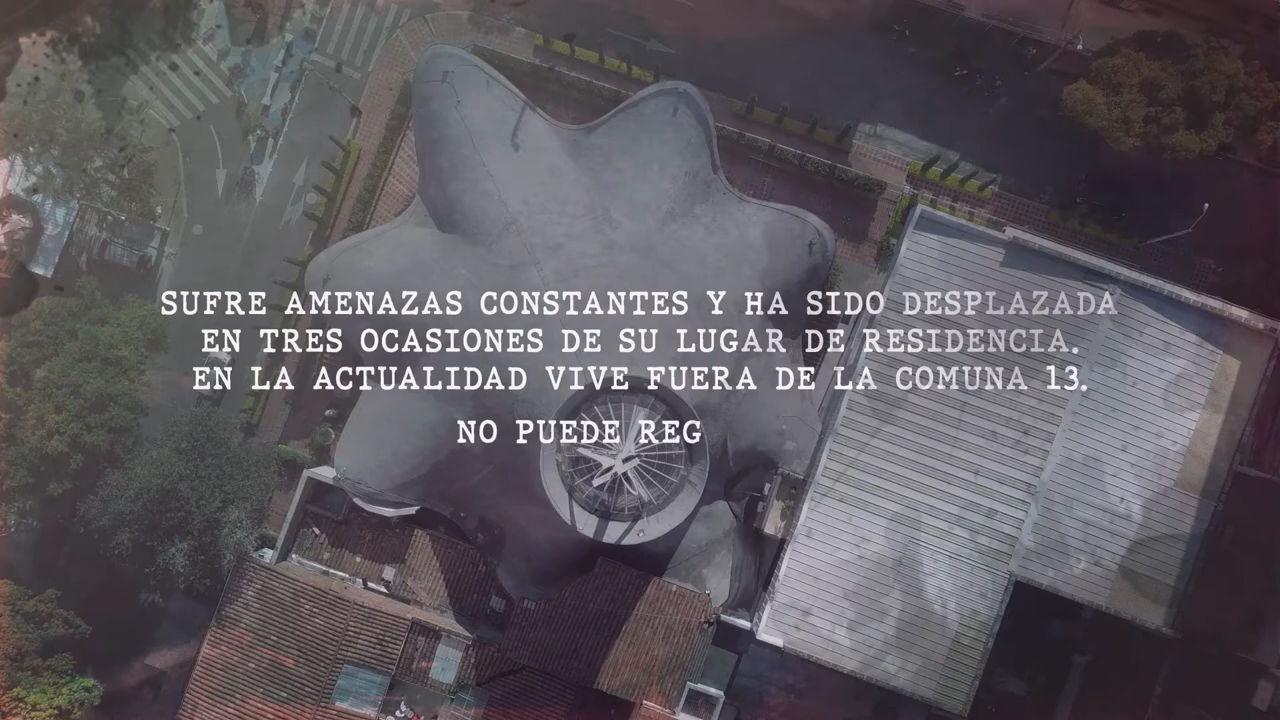 SUFRE AMENAZAS CONSTANTES Y HA SIDO DESPLAZADA
EN TRES OCASIONES DE SU LUGAR DE RESIDENCIA.
EN LA ACTUALIDAD VIVE FUERA DE LA COMUNA 13.
NO PUEDE REG